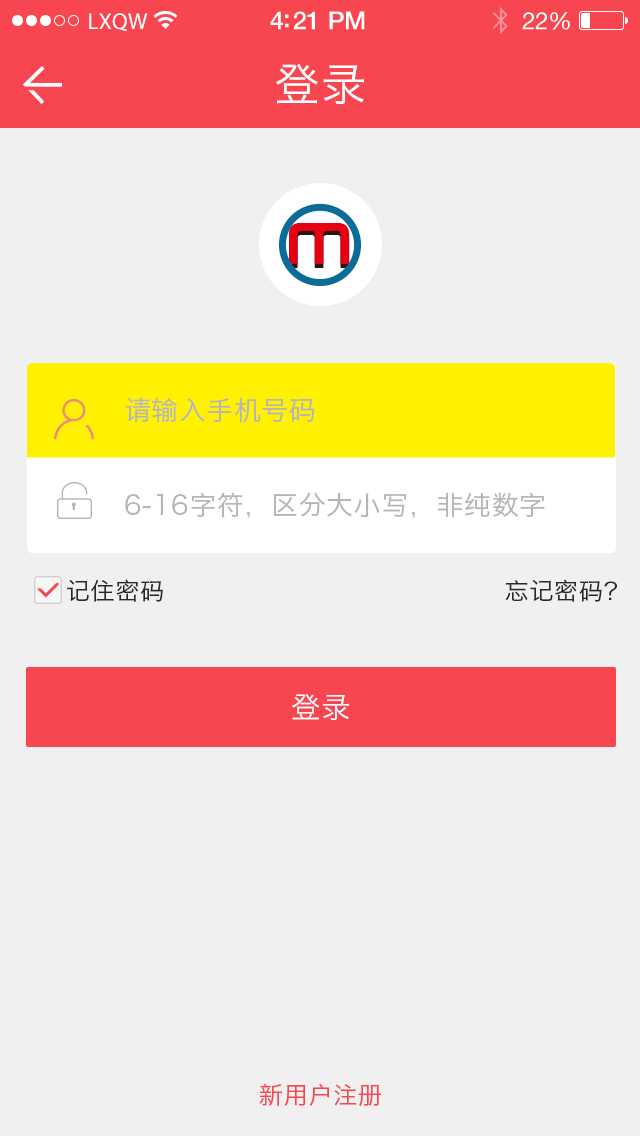 LXQW 4:21 PM 22%
登录
m
请输入手机号码
6-16字符，区分大小写，非纯数字
记住密码 忘记密码?
登录
新用户注册